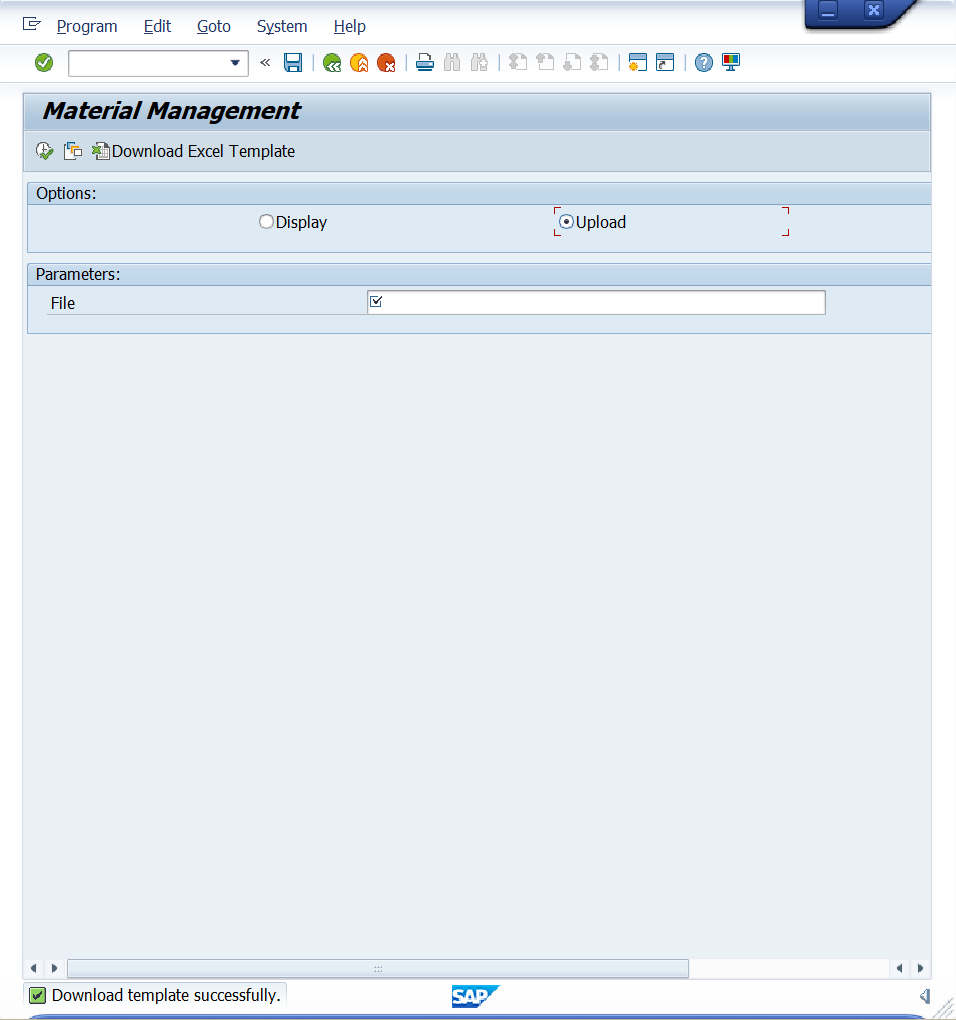 Program Edit Goto System Help
Material Management
Download Excel Template
Options:
Display Upload
Parameters:
File
Download template successfully.
SAP